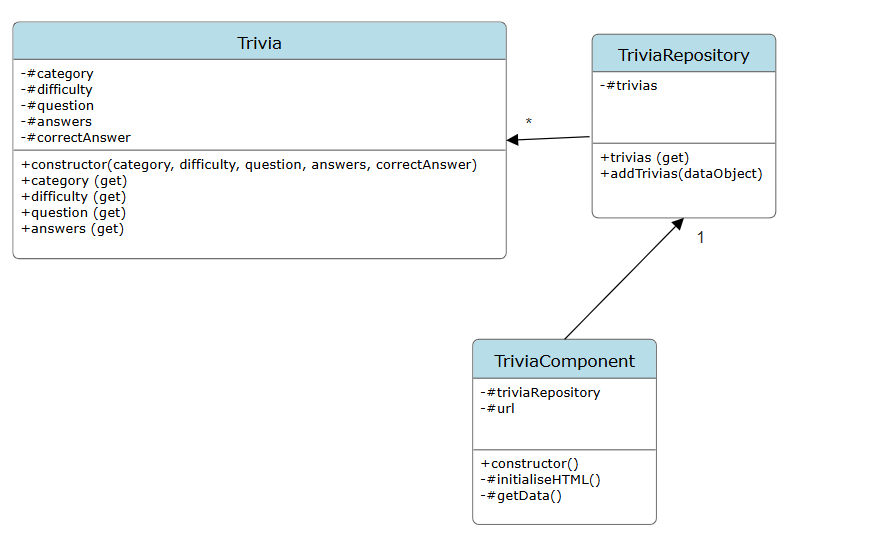 Trivia
-#category
-#difficulty
-#question
-#answers
-#correctAnswer
+constructor(category, difficulty, question, answers, correctAnswer)
+category (get)
+difficulty (get)
+question (get)
+answers (get)
*
TriviaRepository
-#trivias
+trivias (get)
+addTrivias(dataObject)
1
TriviaComponent
-#triviaRepository
-#url
+constructor()
-#initialiseHTML()
-#getData()